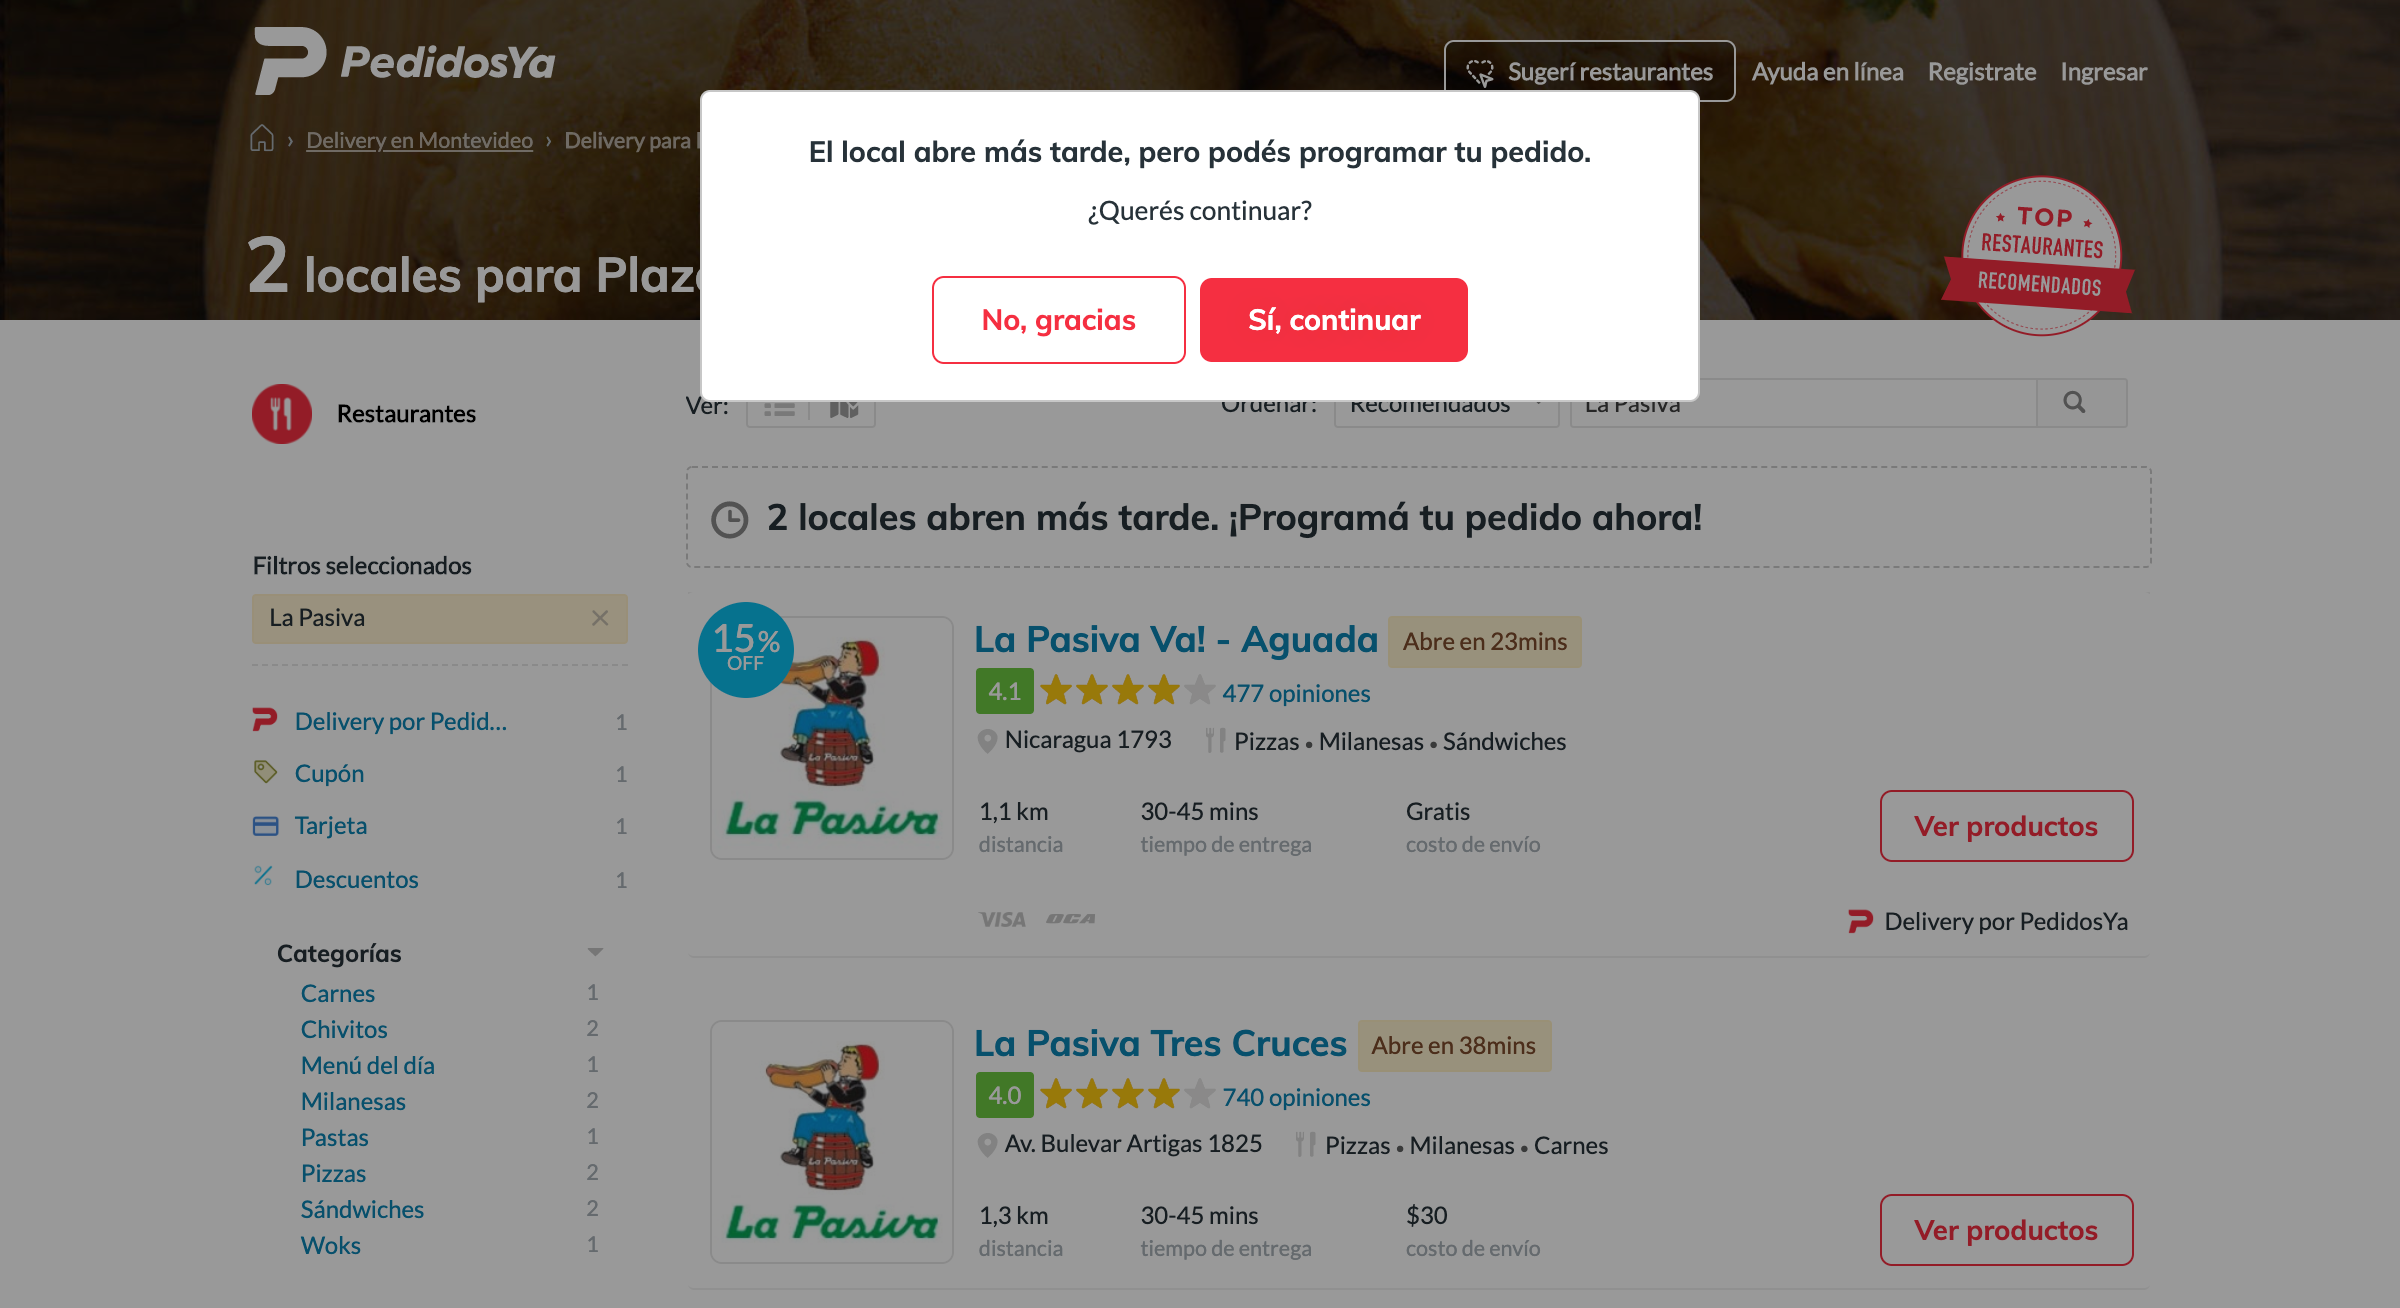 PedidosYa
Sugerí restaurantes
Ayuda en línea
Registrate
Ingresar
Delivery en Montevideo › Delivery para
2 locales para
El local abre más tarde, pero podés programar tu pedido.
¿Querés continuar?
No, gracias
Sí, continuar
TOP
RESTAURANTES
RECOMENDADOS
Restaurantes
Ver:
Ordenar:
Recomendados
La Pasiva
Filtros seleccionados
La Pasiva
Delivery por Pedid... 1
Cupón 1
Tarjeta 1
Descuentos 1
Categorías
Carnes 1
Chivitos 2
Menú del día 1
Milanesas 2
Pastas 1
Pizzas 2
Sándwiches 2
Woks 1
2 locales abren más tarde. ¡Programá tu pedido ahora!
15%
OFF
La Pasiva
La Pasiva
La Pasiva Va! - Aguada
Abre en 23mins
4.1
477 opiniones
Nicaragua 1793
Pizzas • Milanesas • Sándwiches
1,1 km
distancia
30-45 mins
tiempo de entrega
Gratis
costo de envío
Ver productos
VISA OCA
Delivery por PedidosYa
La Pasiva
La Pasiva
La Pasiva Tres Cruces
Abre en 38mins
4.0
740 opiniones
Av. Bulevar Artigas 1825
Pizzas • Milanesas • Carnes
1,3 km
distancia
30-45 mins
tiempo de entrega
$30
costo de envío
Ver productos